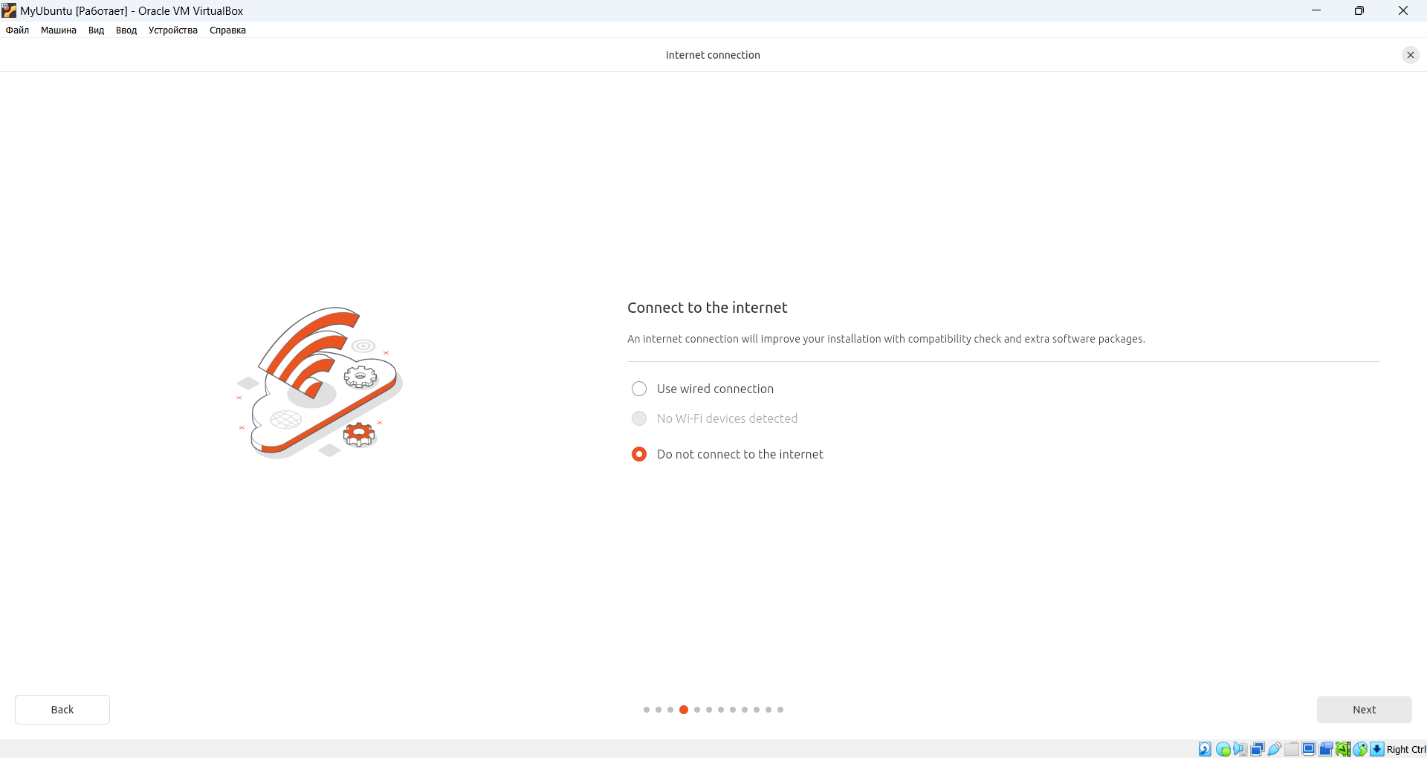 MyUbuntu [Работает] - Oracle VM VirtualBox
Файл Машина Вид Ввод Устройства Справка
Internet connection
Connect to the internet
An internet connection will improve your installation with compatibility check and extra software packages.
Use wired connection
No Wi-Fi devices detected
Do not connect to the internet
Back
Next
Right Ctrl